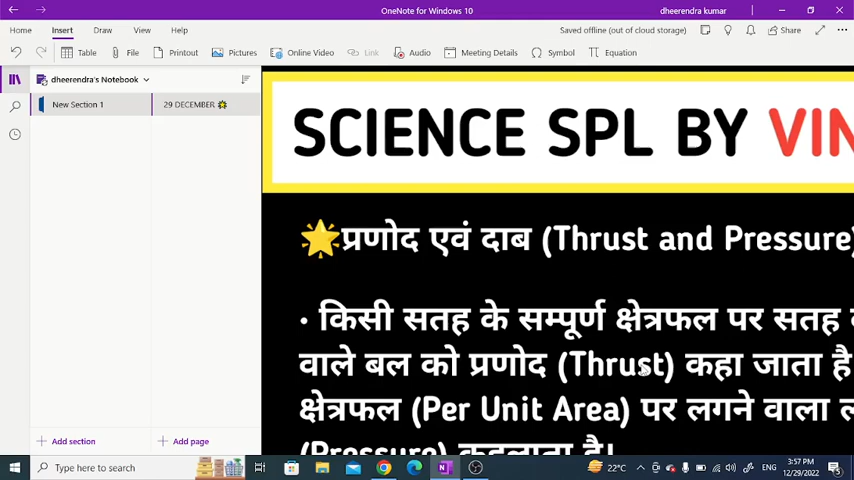 OneNote for Windows 10
dheerendra kumar
Home Insert Draw View Help
Saved offline (out of cloud storage)
Share
Table File Printout Pictures Online Video Link Audio Meeting Details Symbol Equation
dheerendra's Notebook
New Section 1
29 DECEMBER
SCIENCE SPL BY VIN
प्रणोद एवं दाब (Thrust and Pressure)
• किसी सतह के सम्पूर्ण क्षेत्रफल पर सतह
वाले बल को प्रणोद (Thrust) कहा जाता है
क्षेत्रफल (Per Unit Area) पर लगने वाला
(Pressure) कहलाता है।
Add section
Add page
Type here to search
22°C
ENG
3:57 PM
12/29/2022